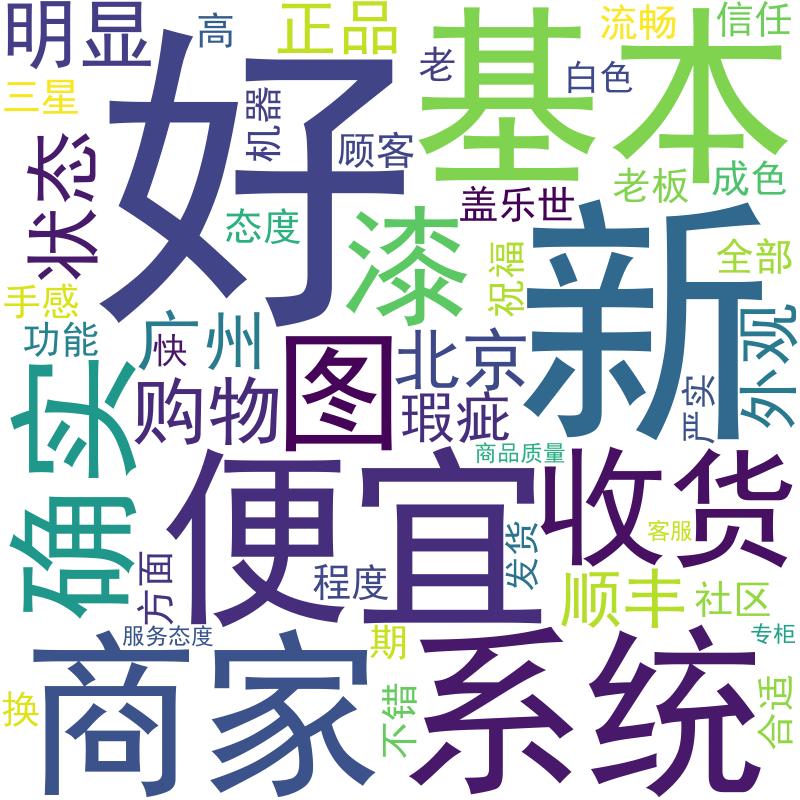 明显
高
正品
流畅
信任
好
基本
老
白色
三星
机器
顾客
状态
老板
成色
盖乐世
态度
漆
祝福
新
全部
手感
功能
广州
快
图
北京
外观
确实
购物
瑕疵
严实
便宜
商品质量
收货
客服
发货
方面
程度
顺丰
社区
服务态度
期
专柜
商家
系统
换
不错
合适